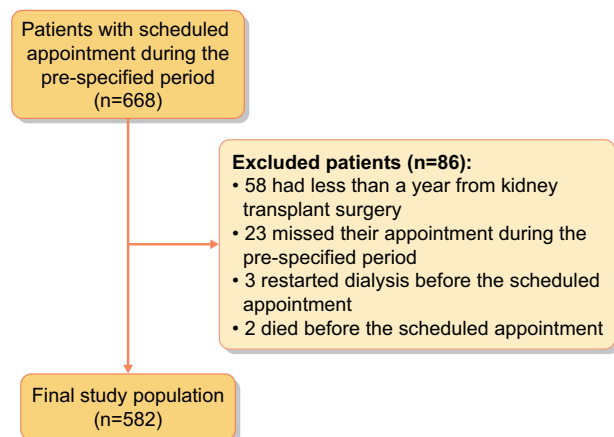 Patients with scheduled
appointment during the
pre-specified period
(n=668)
Excluded patients (n=86):
• 58 had less than a year from kidney
transplant surgery
• 23 missed their appointment during the
pre-specified period
• 3 restarted dialysis before the scheduled
appointment
• 2 died before the scheduled appointment
Final study population
(n=582)